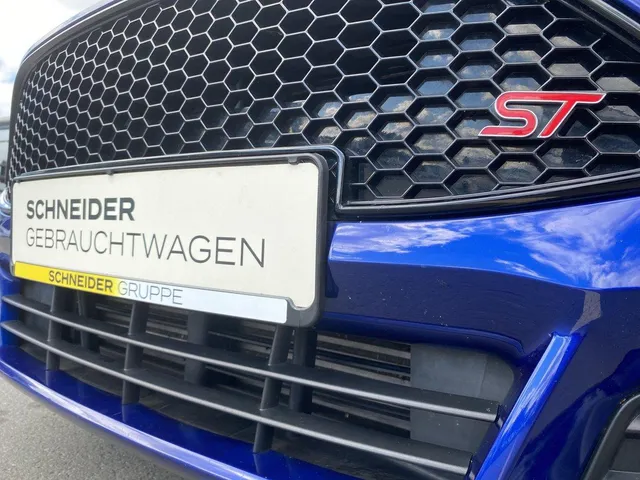 ST
SCHNEIDER
GEBRAUCHTWAGEN
SCHNEIDER GRUPPE